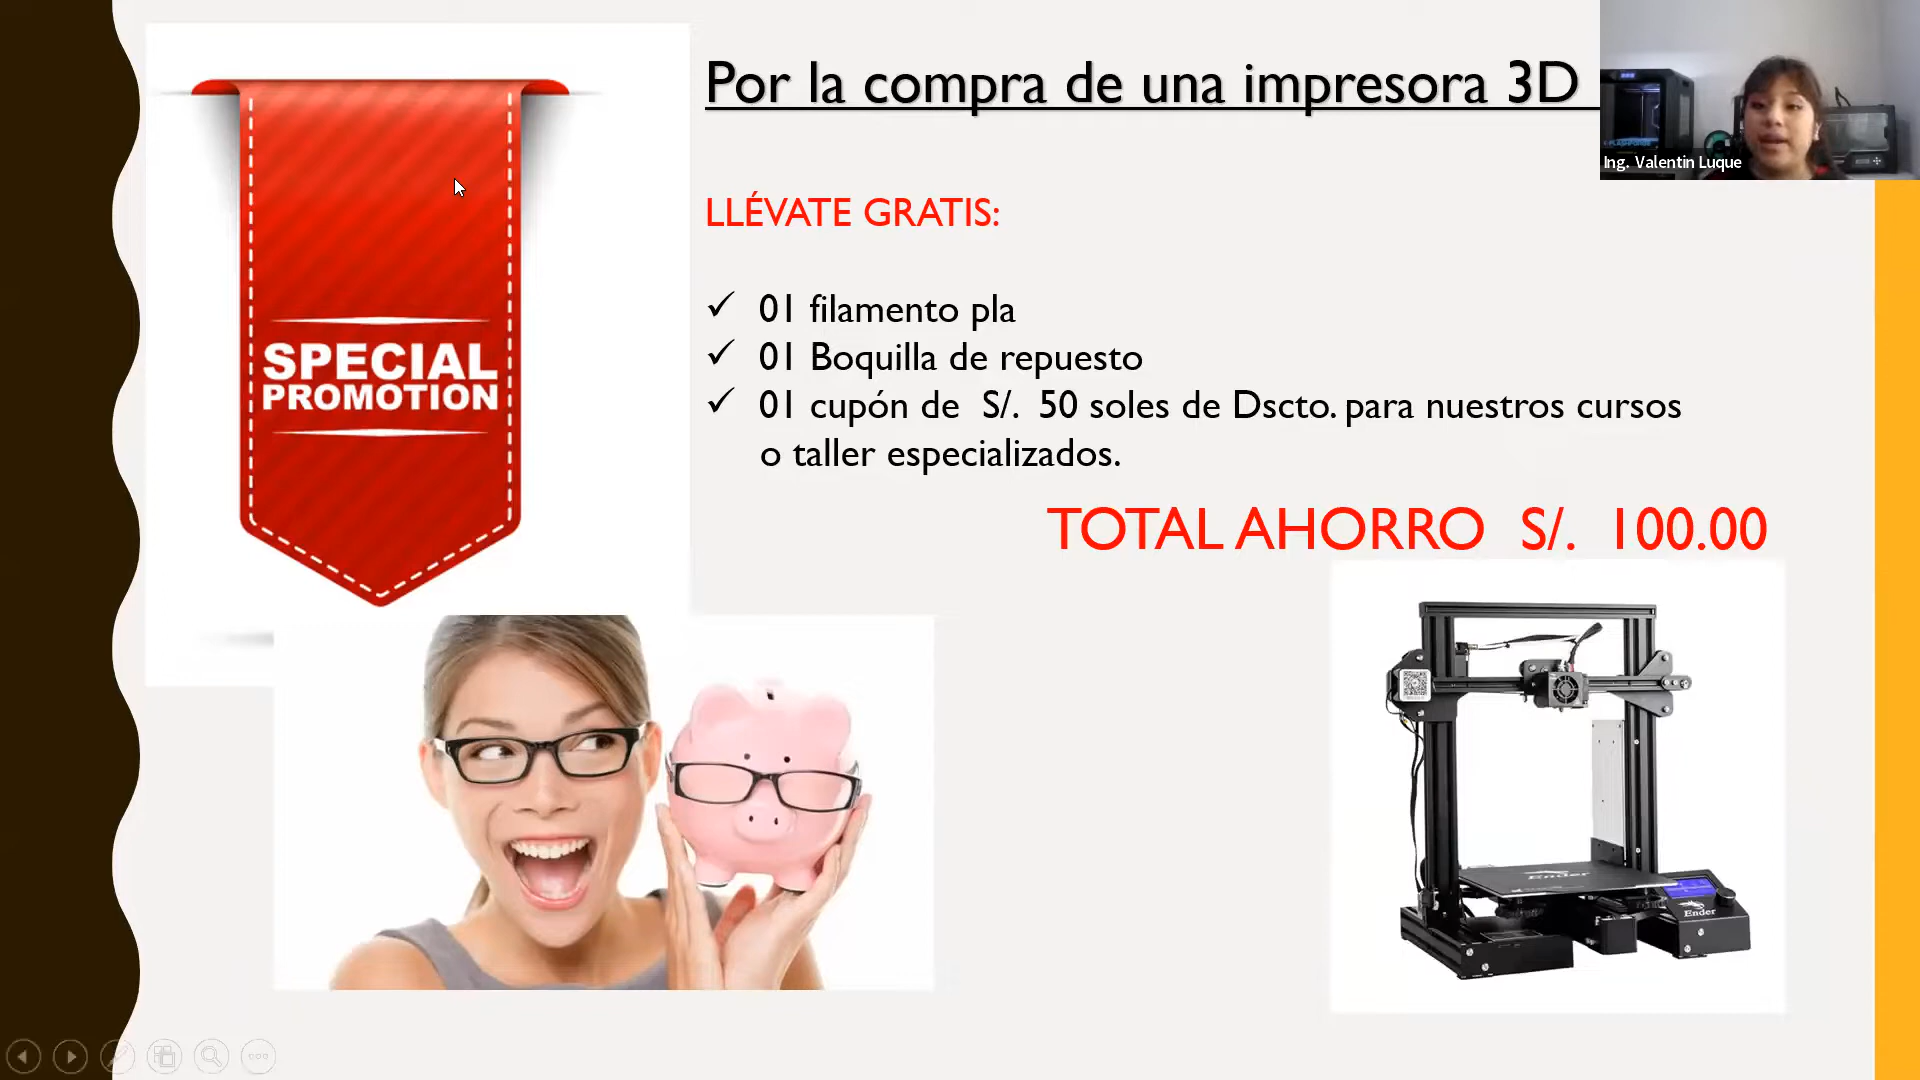 Por la compra de una impresora 3D
Ing. Valentin Luque
LLÉVATE GRATIS:
01 filamento pla
01 Boquilla de repuesto
01 cupón de S/. 50 soles de Dscto. para nuestros cursos
o taller especializados.
TOTAL AHORRO S/. 100.00
SPECIAL
PROMOTION
Ender
Ender